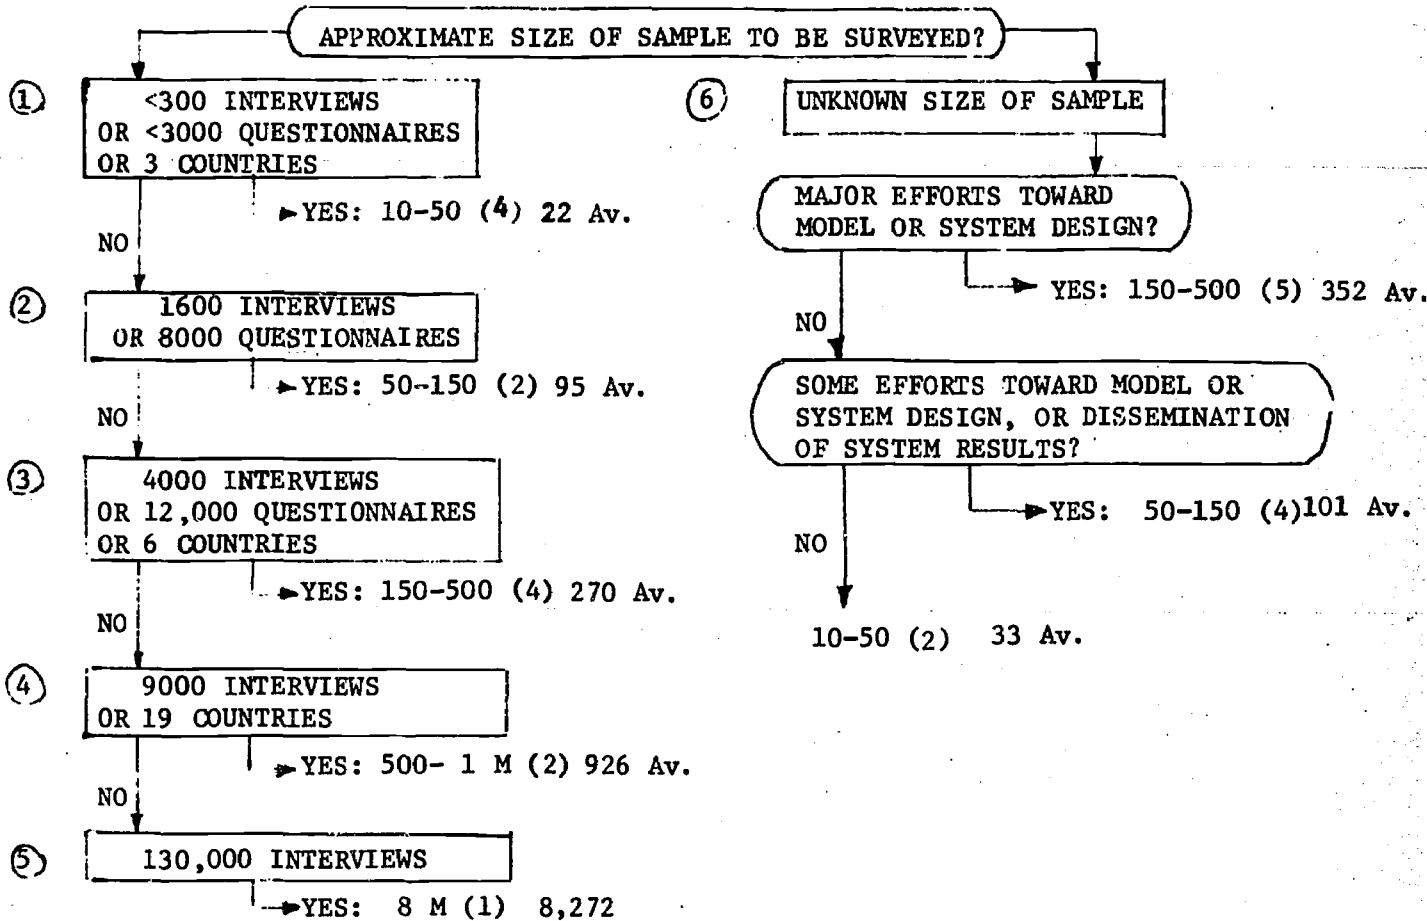 APPROXIMATE SIZE OF SAMPLE TO BE SURVEYED?
1
<300 INTERVIEWS
OR <3000 QUESTIONNAIRES
OR 3 COUNTRIES
YES: 10-50 (4) 22 Av.
NO
2
1600 INTERVIEWS
OR 8000 QUESTIONNAIRES
YES: 50-150 (2) 95 Av.
NO
3
4000 INTERVIEWS
OR 12,000 QUESTIONNAIRES
OR 6 COUNTRIES
YES: 150-500 (4) 270 Av.
NO
4
9000 INTERVIEWS
OR 19 COUNTRIES
YES: 500- 1 M (2) 926 Av.
NO
5
130,000 INTERVIEWS
YES: 8 M (1) 8,272
6
UNKNOWN SIZE OF SAMPLE
MAJOR EFFORTS TOWARD
MODEL OR SYSTEM DESIGN?
YES: 150-500 (5) 352 Av.
NO
SOME EFFORTS TOWARD MODEL OR
SYSTEM DESIGN, OR DISSEMINATION
OF SYSTEM RESULTS?
YES: 50-150 (4) 101 Av.
NO
10-50 (2) 33 Av.